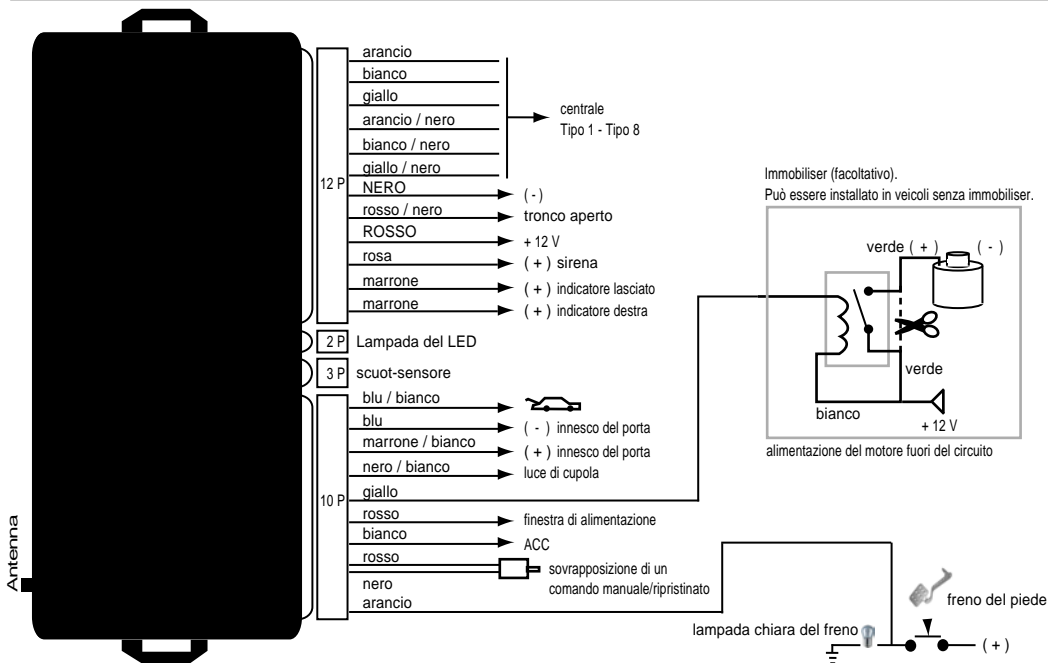 arancio
bianco
giallo
arancio / nero
bianco / nero
giallo / nero
centrale
Tipo 1 - Tipo 8
12 P
NERO
( - )
rosso / nero
tronco aperto
ROSSO
+ 12 V
rosa
( + ) sirena
marrone
( + ) indicatore lasciato
marrone
( + ) indicatore destra
2 P
Lampada del LED
3 P
scuot-sensore
10 P
blu / bianco
blu
( - ) innesco del porta
marrone / bianco
( + ) innesco del porta
nero / bianco
luce di cupola
giallo
rosso
finestra di alimentazione
bianco
ACC
rosso
sovrapposizione di un
comando manuale/ripristinato
nero
arancio
Antenna
Immobiliser (facoltativo).
Può essere installato in veicoli senza immobiliser.
verde ( + )
( - )
verde
bianco
+ 12 V
alimentazione del motore fuori del circuito
freno del piede
lampada chiara del freno
( + )